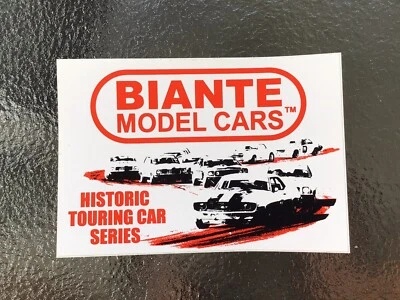 BIANTE
MODEL CARS™
HISTORIC
TOURING CAR
SERIES